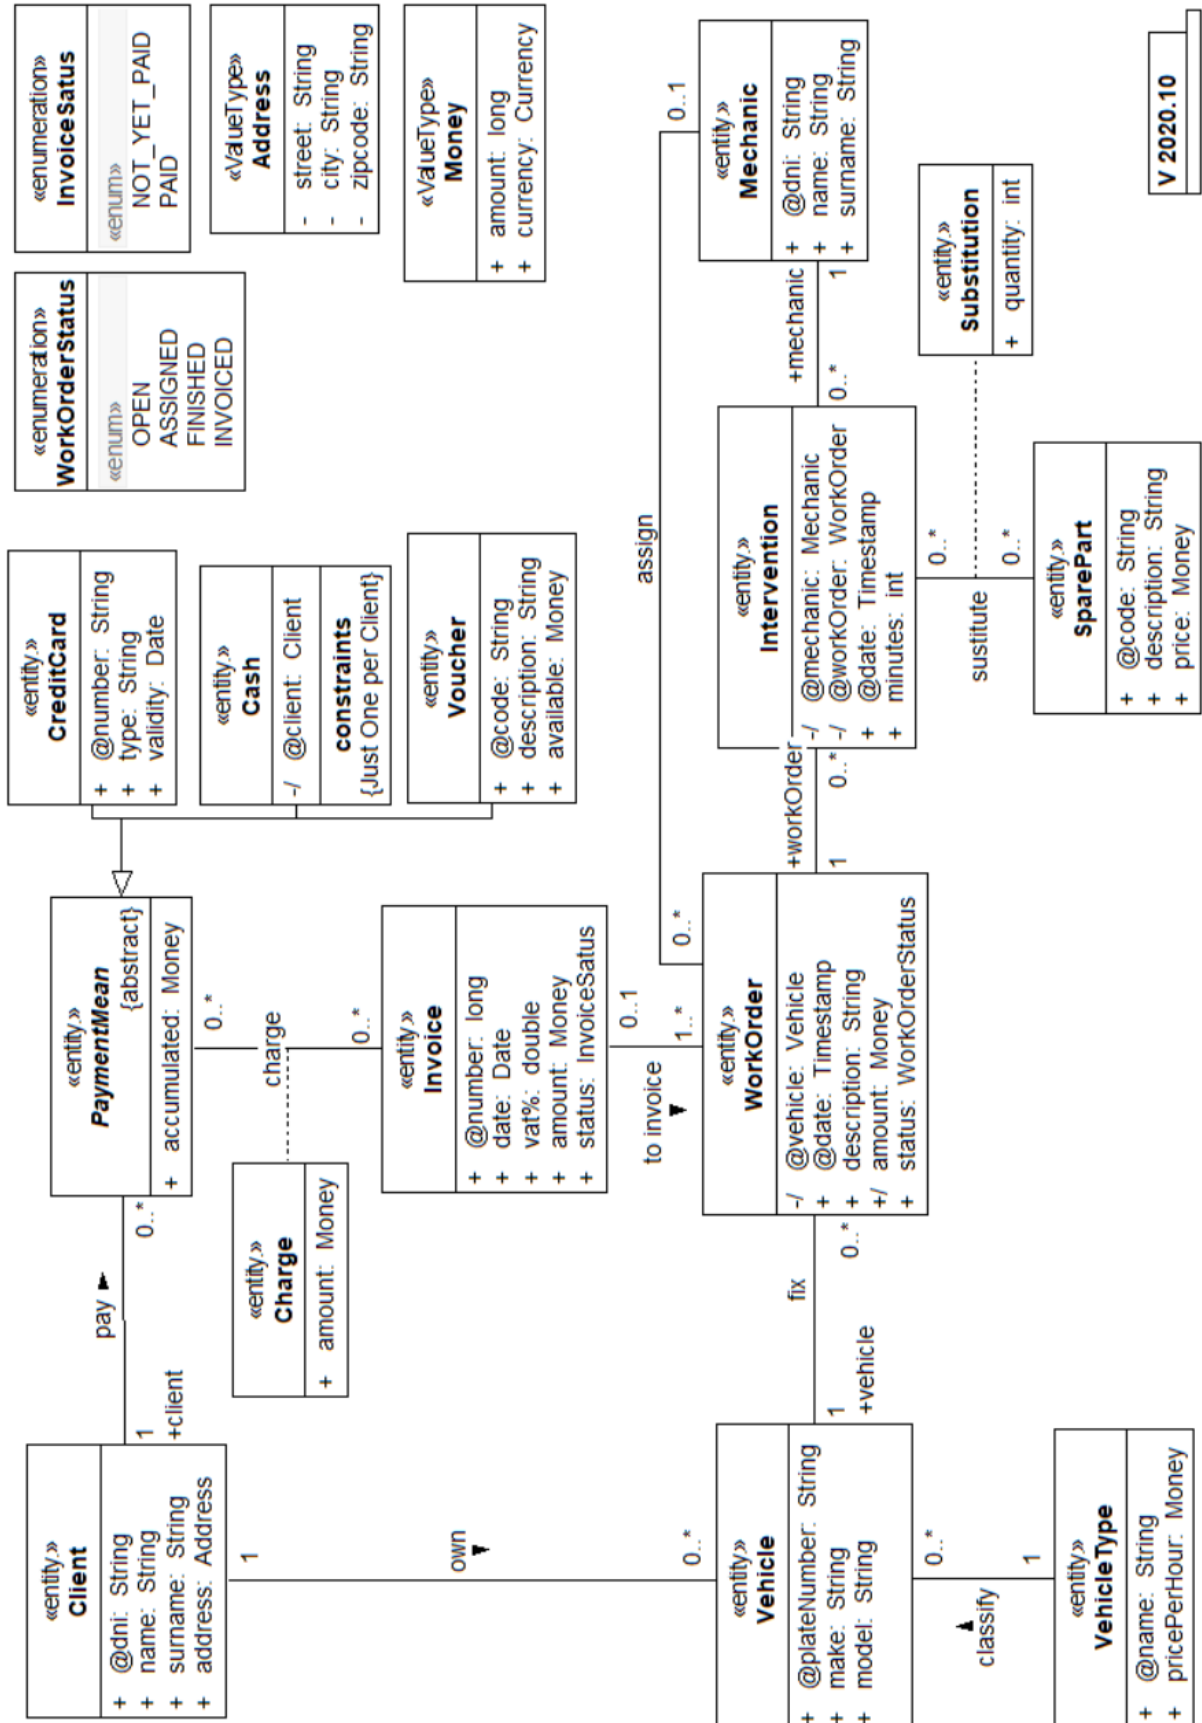 «entity.»
Client
+ @dni: String
+ name: String
+ surname: String
+ address: Address
1
+client
pay
0..*
«entity.»
PaymentMean
{abstract}
+ accumulated: Money
«entity.»
CreditCard
+ @number: String
+ type: String
+ validity: Date
«entity.»
Cash
-/ @client: Client
constraints
{Just One per Client}
«entity.»
Voucher
+ @code: String
+ description: String
+ available: Money
«enumeration»
WorkOrderStatus
«enum»
OPEN
ASSIGNED
FINISHED
INVOICED
«enumeration»
InvoiceSatus
«enum»
NOT_YET_PAID
PAID
«ValueType»
Address
- street: String
- city: String
- zipcode: String
«ValueType»
Money
+ amount: long
+ currency: Currency
0..*
charge
0..*
«entity.»
Charge
+ amount: Money
«entity.»
Invoice
+ @number: long
+ date: Date
+ vat%: double
+ amount: Money
+ status: InvoiceSatus
0..1
to invoice
1..*
1
own
0..*
«entity.»
Vehicle
+ @plateNumber: String
+ make: String
+ model: String
1
+vehicle
fix
0..*
«entity.»
WorkOrder
-/ @vehicle: Vehicle
+ @date: Timestamp
+ description: String
+/ amount: Money
+ status: WorkOrderStatus
0..*
assign
0..1
+workOrder
1
0..*
«entity.»
Intervention
-/ @mechanic: Mechanic
-/ @workOrder: WorkOrder
+ @date: Timestamp
+ minutes: int
+mechanic
0..*
1
«entity.»
Mechanic
+ @dni: String
+ name: String
+ surname: String
0..*
sustitute
0..*
«entity.»
Substitution
+ quantity: int
«entity.»
SparePart
+ @code: String
+ description: String
+ price: Money
0..*
classify
1
«entity.»
VehicleType
+ @name: String
+ pricePerHour: Money
V 2020.10